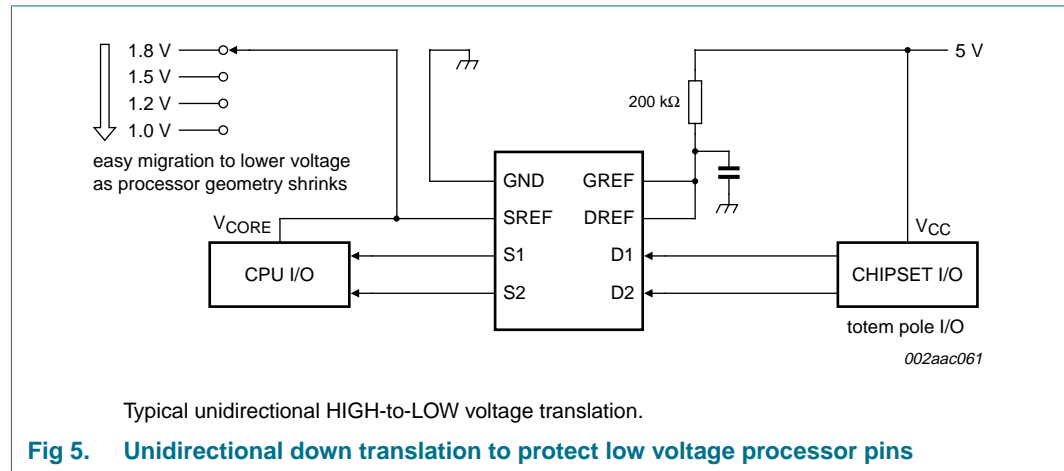 1.8 V
1.5 V
1.2 V
1.0 V
easy migration to lower voltage
as processor geometry shrinks
5 V
200 kΩ
GND GREF
SREF DREF
S1 D1
S2 D2
VCORE
CPU I/O
VCC
CHIPSET I/O
totem pole I/O
002aac061
Typical unidirectional HIGH-to-LOW voltage translation.
Fig 5. Unidirectional down translation to protect low voltage processor pins